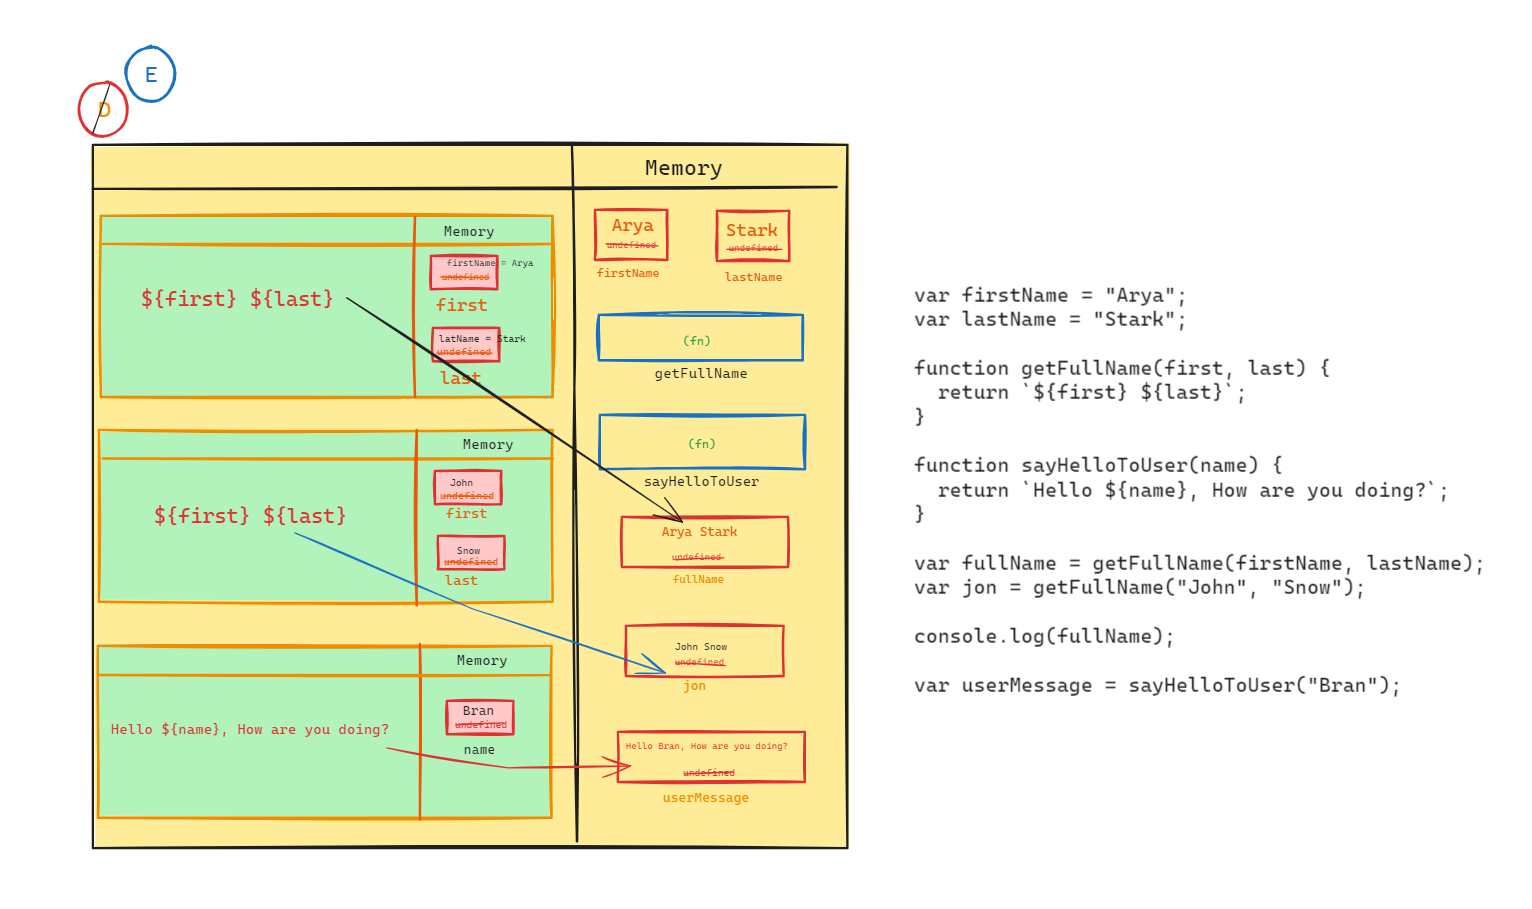 E
D
Memory
Memory
firstName = Arya
undefined
first
latName = Stark
undefined
last
${first} ${last}
Memory
John
undefined
first
Snow
undefined
last
${first} ${last}
Memory
Bran
undefined
name
Hello ${name}, How are you doing?
Arya
undefined
firstName
Stark
undefined
lastName
(fn)
getFullName
(fn)
sayHelloToUser
Arya Stark
undefined
fullName
John Snow
undefined
jon
Hello Bran, How are you doing?
undefined
userMessage
var firstName = "Arya";
var lastName = "Stark";
function getFullName(first, last) {
  return `${first} ${last}`;
}
function sayHelloToUser(name) {
  return `Hello ${name}, How are you doing?`;
}
var fullName = getFullName(firstName, lastName);
var jon = getFullName("John", "Snow");
console.log(fullName);
var userMessage = sayHelloToUser("Bran");